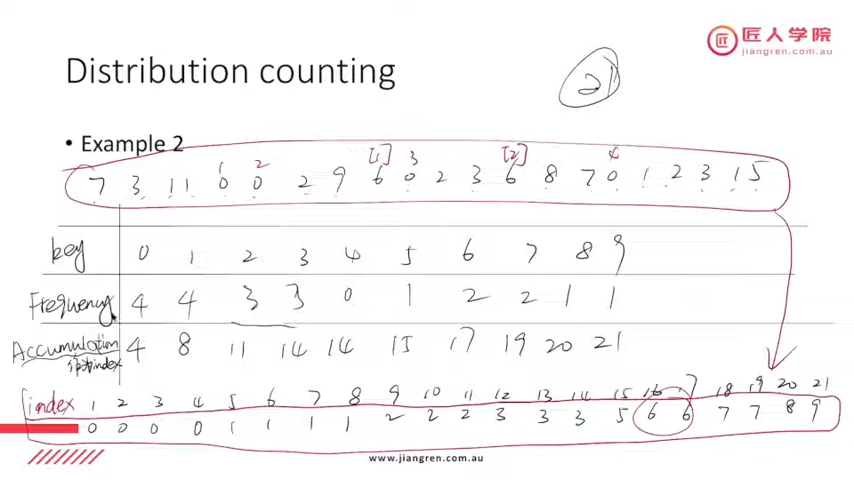 匠人学院
jiangren.com.au
Distribution counting
21
• Example 2
1 2 [1] 3 [2] 4
7 3 1 1 0 0 2 9 6 0 2 3 6 8 7 0 1 2 3 1 5
key 0 1 2 3 4 5 6 7 8 9
Frequency 4 4 3 3 0 1 2 2 1 1
Accumulation 4 8 11 14 14 15 17 19 20 21
index
index 1 2 3 4 5 6 7 8 9 10 11 12 13 14 15 16 17 18 19 20 21
0 0 0 0 1 1 1 1 2 2 2 3 3 3 5 6 6 7 7 8 9
www.jiangren.com.au